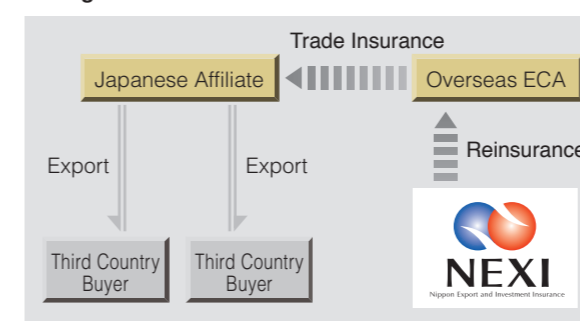 Trade Insurance
Japanese Affiliate
Overseas ECA
Reinsurance
Export
Export
Third Country
Buyer
Third Country
Buyer
NEXI
Nippon Export and Investment Insurance